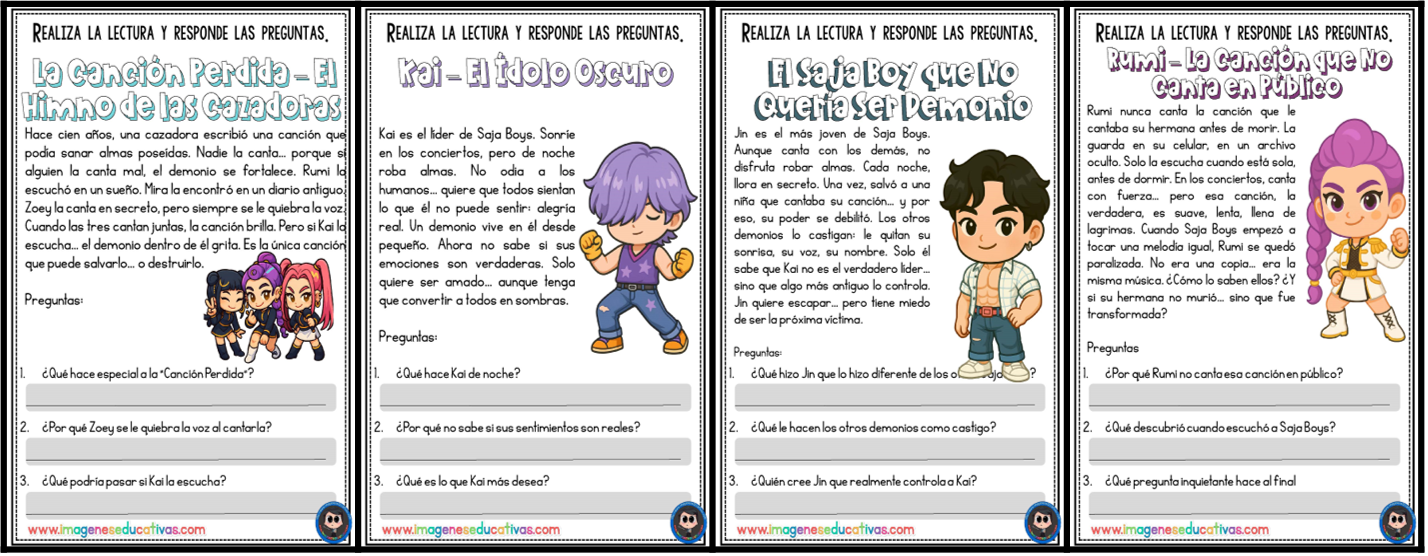 Realiza la lectura y responde las preguntas.
La Canción Perdida – El
Himno de las Cazadoras
Hace cien años, una cazadora escribió una canción que
podía sanar almas poseídas. Nadie la canta... porque si
alguien la canta mal, el demonio se fortalece. Rumi la
escuchó en un sueño. Mira la encontró en un diario antiguo.
Zoey la canta en secreto, pero siempre se le quiebra la voz.
Cuando las tres cantan juntas, la canción brilla. Pero si Kai la
escucha... el demonio dentro de él grita. Es la única canción
que puede salvarlo... o destruirlo.
Preguntas:
1. ¿Qué hace especial a la "Canción Perdida"?
2. ¿Por qué Zoey se le quiebra la voz al cantarla?
3. ¿Qué podría pasar si Kai la escucha?
www.imageneseducativas.com
Realiza la lectura y responde las preguntas.
Kai – El Ídolo Oscuro
Kai es el líder de Saja Boys. Sonríe
en los conciertos, pero de noche
roba almas. No odia a los
humanos... quiere que todos sientan
lo que él no puede sentir: alegría
real. Un demonio vive en él desde
pequeño. Ahora no sabe si sus
emociones son verdaderas. Solo
quiere ser amado... aunque tenga
que convertir a todos en sombras.
Preguntas:
1. ¿Qué hace Kai de noche?
2. ¿Por qué no sabe si sus sentimientos son reales?
3. ¿Qué es lo que Kai más desea?
www.imageneseducativas.com
Realiza la lectura y responde las preguntas.
El Saja Boy que No
Quería Ser Demonio
Jin es el más joven de Saja Boys.
Aunque canta con los demás, no
disfruta robar almas. Cada noche,
llora en secreto. Una vez, salvó a una
niña que cantaba su canción... y por
eso, su poder se debilitó. Los otros
demonios lo castigan: le quitan su
sonrisa, su voz, su nombre. Solo él
sabe que Kai no es el verdadero líder...
sino que algo más antiguo lo controla.
Jin quiere escapar... pero tiene miedo
de ser la próxima víctima.
Preguntas:
1. ¿Qué hizo Jin que lo hizo diferente de los
2. ¿Qué le hacen los otros demonios como castigo?
3. ¿Quién cree Jin que realmente controla a Kai?
www.imageneseducativas.com
Realiza la lectura y responde las preguntas.
Rumi – La Canción que No
Canta en Público
Rumi nunca canta la canción que le
cantaba su hermana antes de morir. La
guarda en su celular, en un archivo
oculto. Solo la escucha cuando está sola,
antes de dormir. En los conciertos, canta
con fuerza... pero esa canción, la
verdadera, es suave, lenta, llena de
lagrimas. Cuando Saja Boys empezó a
tocar una melodía igual, Rumi se quedó
paralizada. No era una copia... era la
misma música. ¿Cómo lo saben ellos? ¿Y
si su hermana no murió... sino que fue
transformada?
Preguntas
1. ¿Por qué Rumi no canta esa canción en público?
2. ¿Qué descubrió cuando escuchó a Saja Boys?
3. ¿Qué pregunta inquietante hace al final
www.imageneseducativas.com